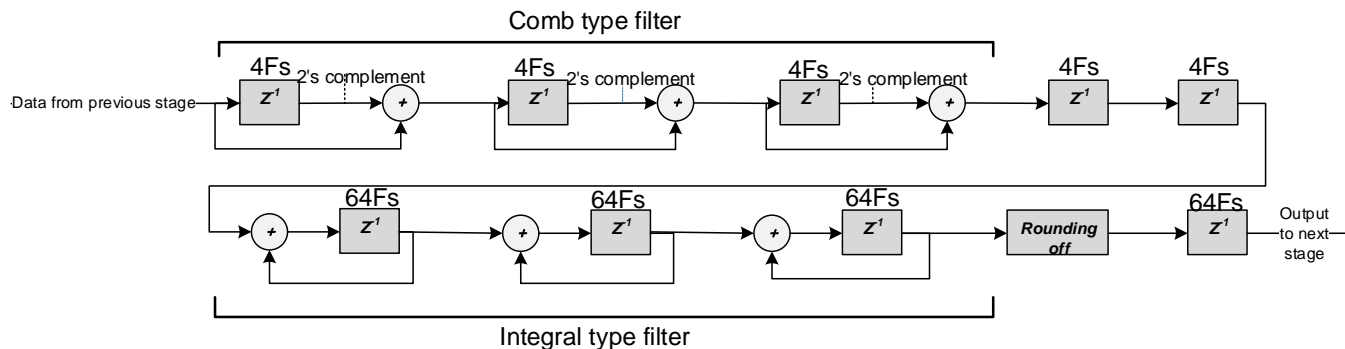 Comb type filter
4Fs
2's complement
4Fs
2's complement
4Fs
2's complement
4Fs
4Fs
Data from previous stage
Z⁻¹
+
Z⁻¹
+
Z⁻¹
+
Z⁻¹
Z⁻¹
64Fs
64Fs
64Fs
64Fs
+
Z⁻¹
+
Z⁻¹
+
Z⁻¹
Rounding
off
Z⁻¹
Output
to next
stage
Integral type filter